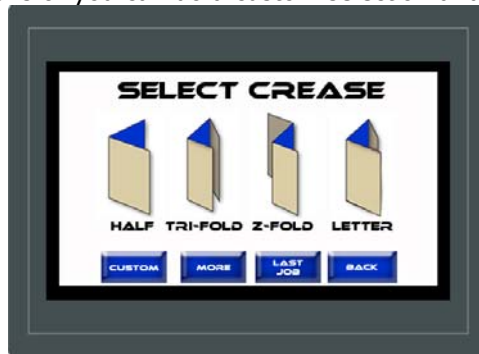 SELECT CREASE
HALF TRI-FOLD Z-FOLD LETTER
CUSTOM MORE LAST JOB BACK